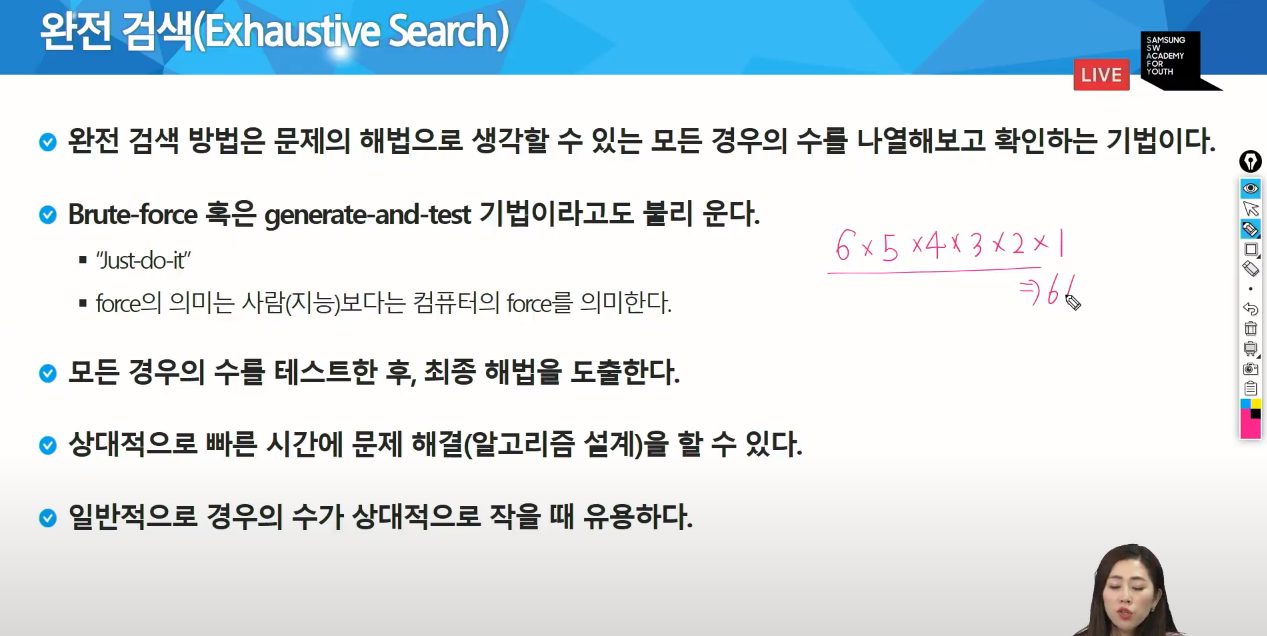 완전 검색(Exhaustive Search)
SAMSUNG
SW
ACADEMY
FOR
YOUTH
LIVE
완전 검색 방법은 문제의 해법으로 생각할 수 있는 모든 경우의 수를 나열해보고 확인하는 기법이다.
Brute-force 혹은 generate-and-test 기법이라고도 불리 운다.
“Just-do-it”
force의 의미는 사람(지능)보다는 컴퓨터의 force를 의미한다.
6×5×4×3×2×1
⇒6
모든 경우의 수를 테스트한 후, 최종 해법을 도출한다.
상대적으로 빠른 시간에 문제 해결(알고리즘 설계)을 할 수 있다.
일반적으로 경우의 수가 상대적으로 작을 때 유용하다.